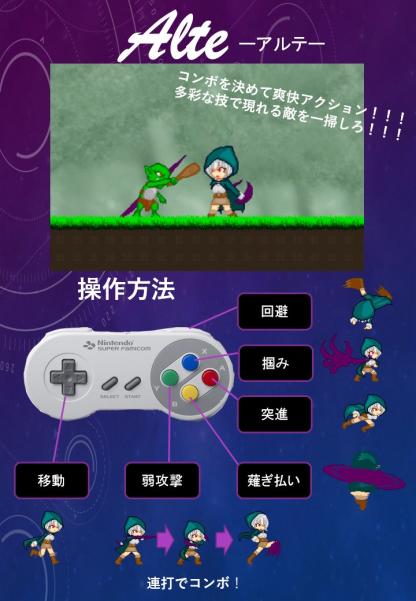 Alte ーアルテー
コンボを決めて爽快アクション！！！
多彩な技で現れる敵を一掃しろ！！！
操作方法
回避
Nintendo
SUPER FAMICOM
X
掴み
Y
A
SELECT START
B
突進
移動
弱攻撃
薙ぎ払い
連打でコンボ！